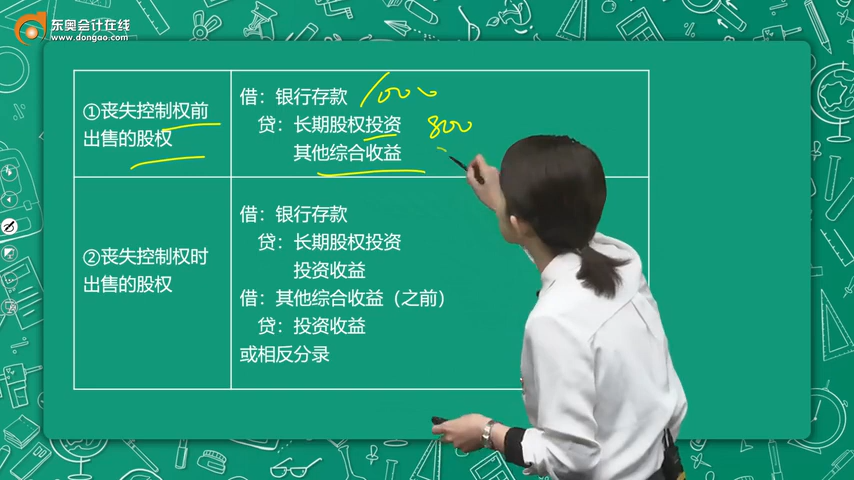 东奥会计在线
www.dongao.com
①丧失控制权前
出售的股权
借：银行存款 1000
贷：长期股权投资 800
其他综合收益
②丧失控制权时
出售的股权
借：银行存款
贷：长期股权投资
投资收益
借：其他综合收益（之前）
贷：投资收益
或相反分录